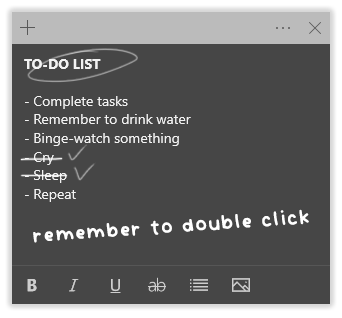 TO-DO LIST
- Complete tasks
- Remember to drink water
- Binge-watch something
- Cry
- Sleep
- Repeat
remember to double click
B I U ab